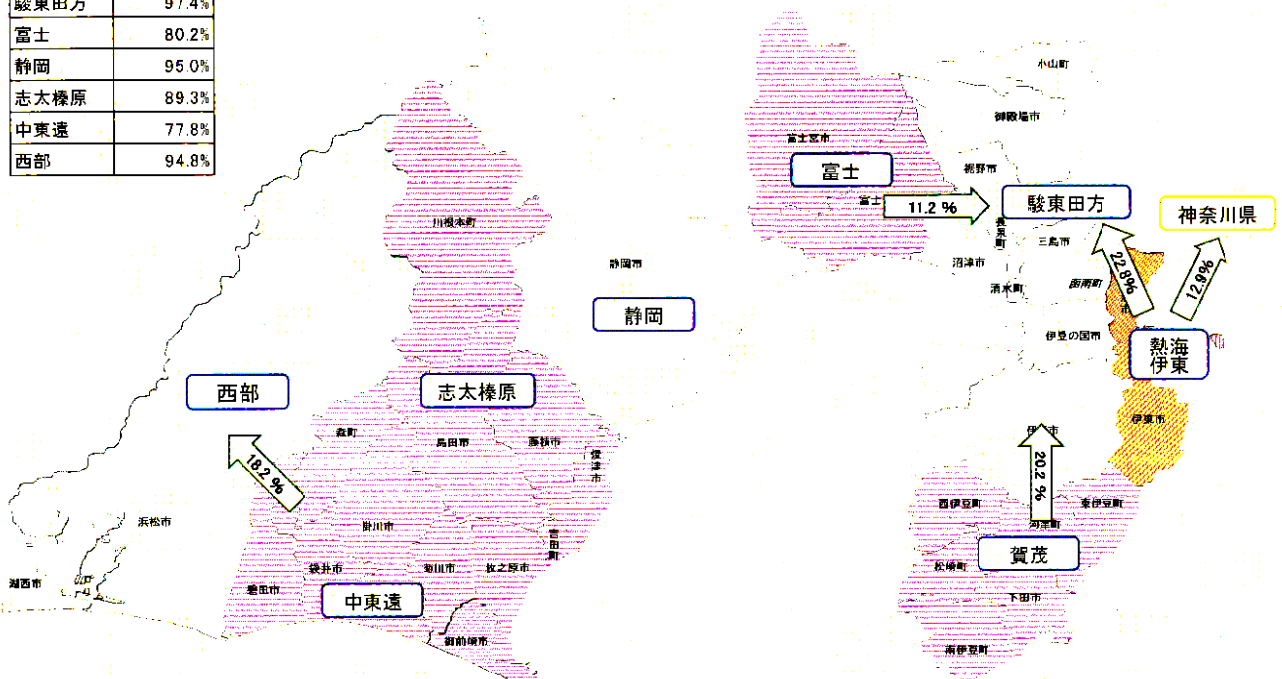 駿東田方 97.4%
富士 80.2%
静岡 95.0%
志太榛原 89.3%
中東遠 77.8%
西部 94.8%
小山町
御殿場市
富士宮市
富士
裾野市
富士
11.2 %
駿東田方
神奈川県
長泉町
三島市
川根本町
静岡市
沼津市
清水町
函南町
22.8%
12.9%
静岡
市
伊豆の国市
熱海
伊東
西部
志太榛原
伊東市
森町
島田市
藤枝市
焼津市
18.2 %
20.2 %
西伊豆町
東伊豆町
浜松市
掛川市
河津町
吉田町
賀茂
袋井市
菊川市
牧之原市
松崎町
湖西市
磐田市
中東遠
下田市
御前崎市
南伊豆町